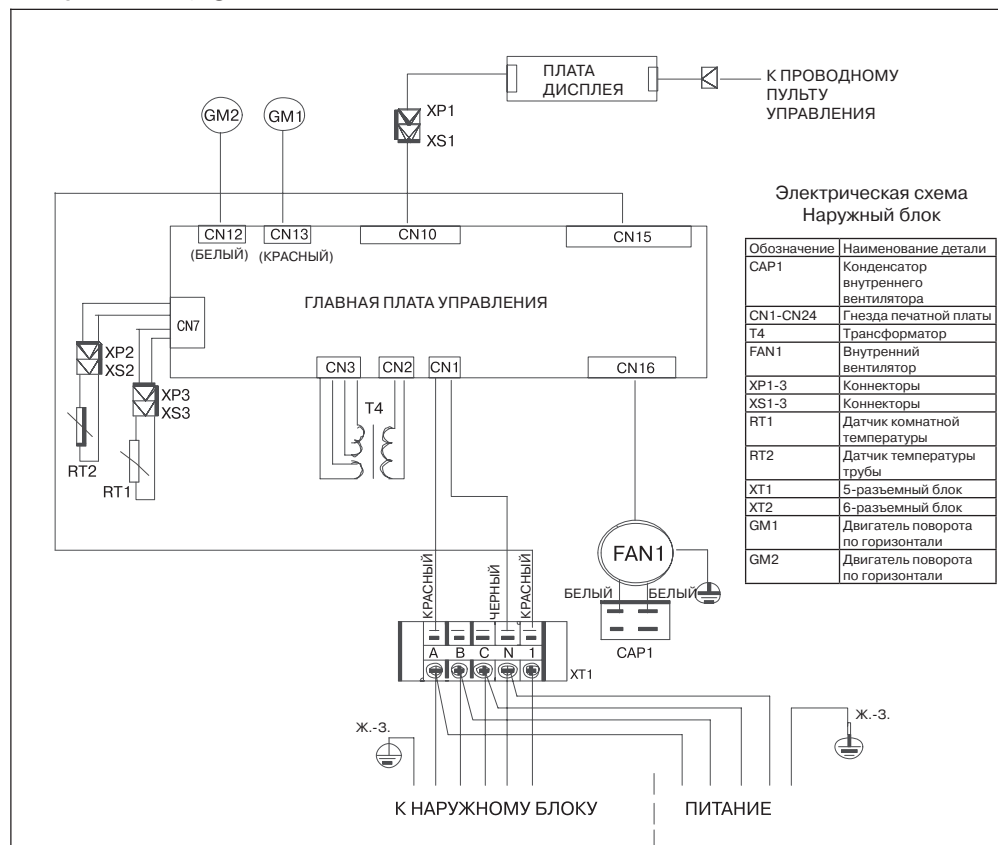 ПЛАТА
ДИСПЛЕЯ
К ПРОВОДНОМУ
ПУЛЬТУ
УПРАВЛЕНИЯ
GM2
GM1
XP1
XS1
CN12
CN13
CN10
CN15
(БЕЛЫЙ)
(КРАСНЫЙ)
ГЛАВНАЯ ПЛАТА УПРАВЛЕНИЯ
CN7
XP2
XS2
XP3
XS3
RT2
RT1
CN3
CN2
CN1
CN16
T4
FAN1
БЕЛЫЙ
БЕЛЫЙ
CAP1
КРАСНЫЙ
ЧЕРНЫЙ
КРАСНЫЙ
A B C N 1
XT1
Ж.-З.
Ж.-З.
К НАРУЖНОМУ БЛОКУ
ПИТАНИЕ
Электрическая схема
Наружный блок
Обозначение Наименование детали
CAP1 Конденсатор
внутреннего
вентилятора
CN1-CN24 Гнезда печатной платы
T4 Трансформатор
FAN1 Внутренний
вентилятор
XP1-3 Коннекторы
XS1-3 Коннекторы
RT1 Датчик комнатной
температуры
RT2 Датчик температуры
трубы
XT1 5-разъемный блок
XT2 6-разъемный блок
GM1 Двигатель поворота
по горизонтали
GM2 Двигатель поворота
по горизонтали